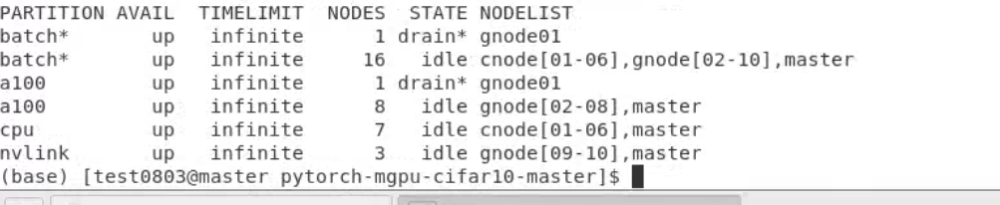 PARTITION AVAIL  TIMELIMIT  NODES  STATE NODELIST
batch*       up   infinite      1 drain* gnode01
batch*       up   infinite     16   idle cnode[01-06],gnode[02-10],master
a100         up   infinite      1 drain* gnode01
a100         up   infinite      8   idle gnode[02-08],master
cpu          up   infinite      7   idle cnode[01-06],master
nvlink       up   infinite      3   idle gnode[09-10],master
(base) [test0803@master pytorch-mgpu-cifar10-master]$